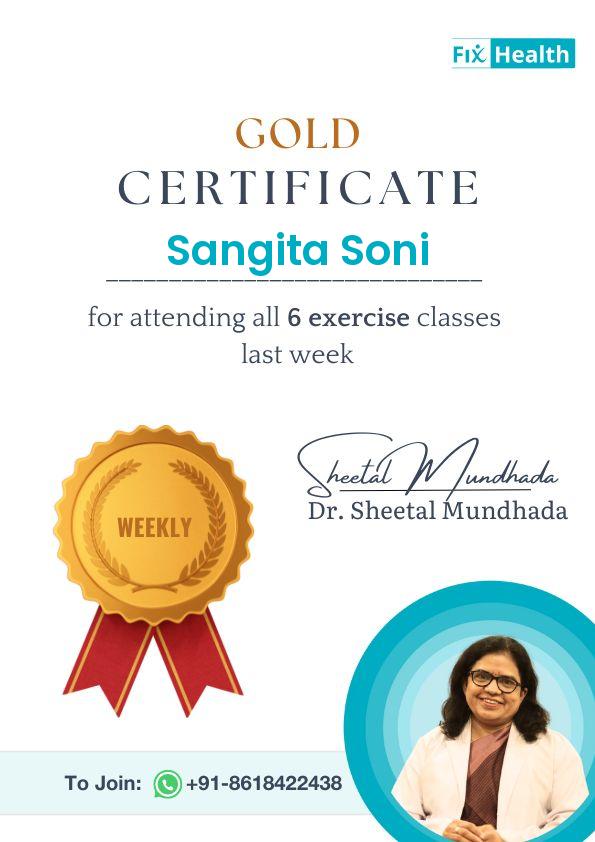 Fix Health
GOLD
CERTIFICATE
Sangita Soni
for attending all 6 exercise classes
last week
WEEKLY
Sheetal Mundhada
Dr. Sheetal Mundhada
To Join: +91-8618422438